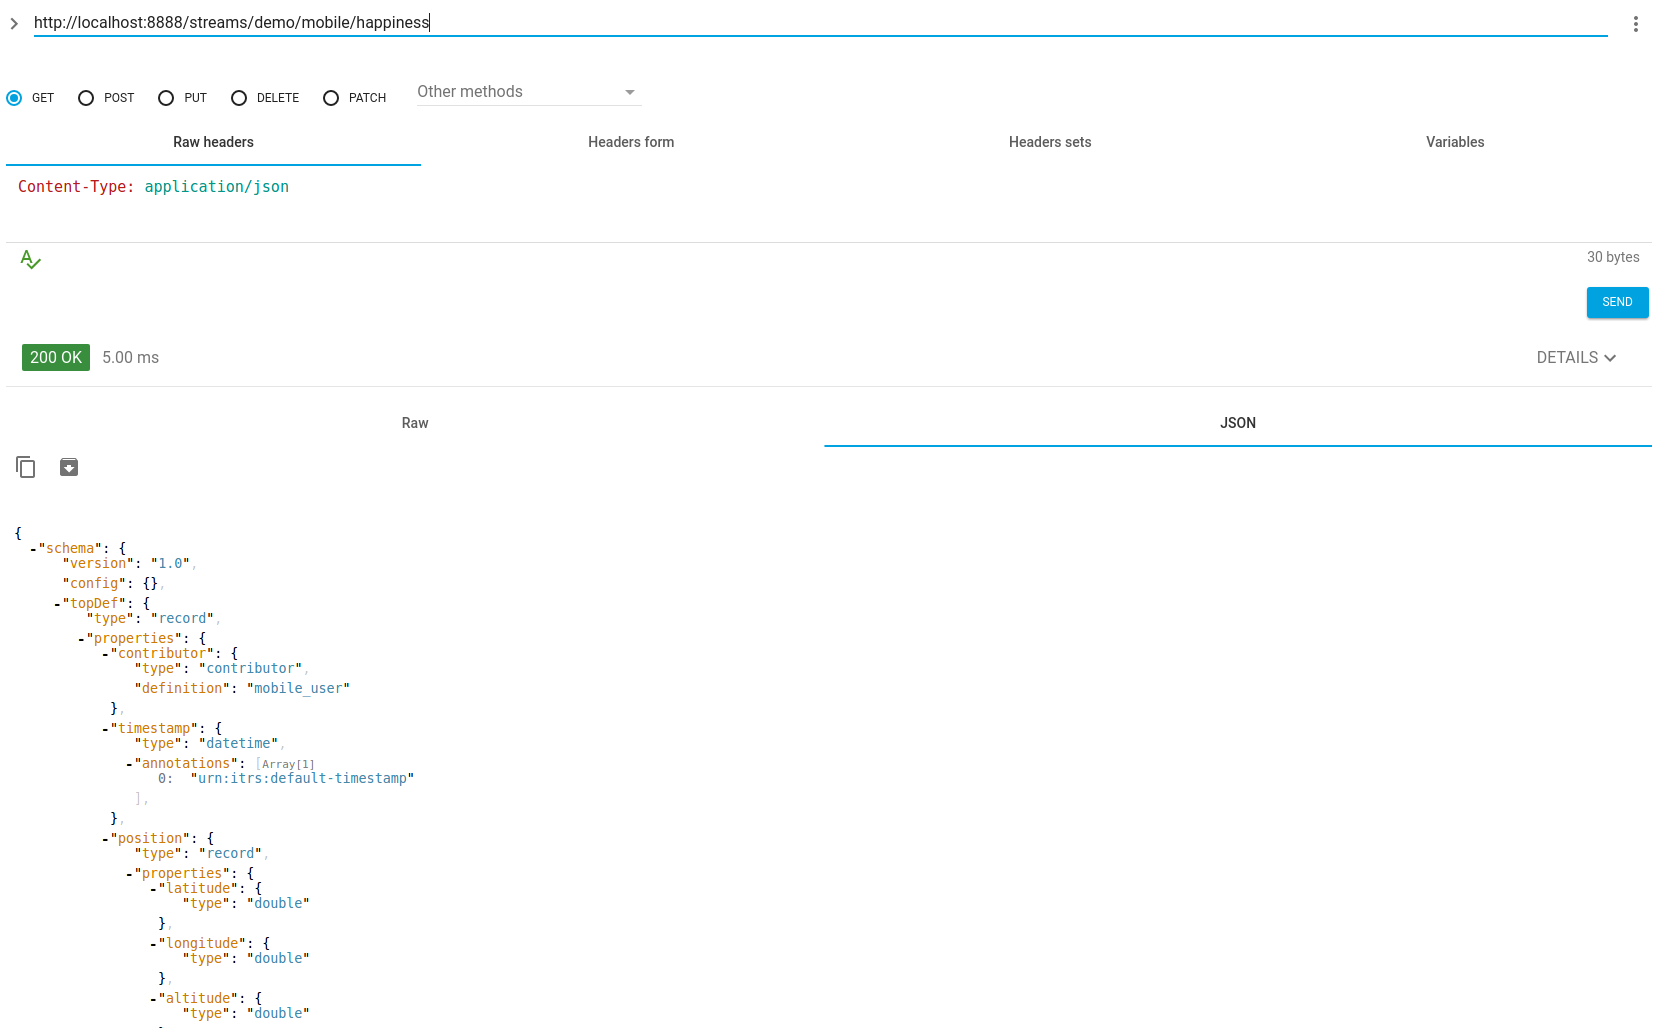 http://localhost:8888/streams/demo/mobile/happiness
GET POST PUT DELETE PATCH Other methods
Raw headers Headers form Headers sets Variables
Content-Type: application/json
30 bytes
SEND
200 OK 5.00 ms DETAILS
Raw JSON
{
-"schema": {
"version": "1.0",
"config": {},
-"topDef": {
"type": "record",
-"properties": {
-"contributor": {
"type": "contributor",
"definition": "mobile_user"
},
-"timestamp": {
"type": "datetime",
-"annotations": [Array[1]
0: "urn:itrs:default-timestamp"
],
},
-"position": {
"type": "record",
-"properties": {
-"latitude": {
"type": "double"
},
-"longitude": {
"type": "double"
},
-"altitude": {
"type": "double"